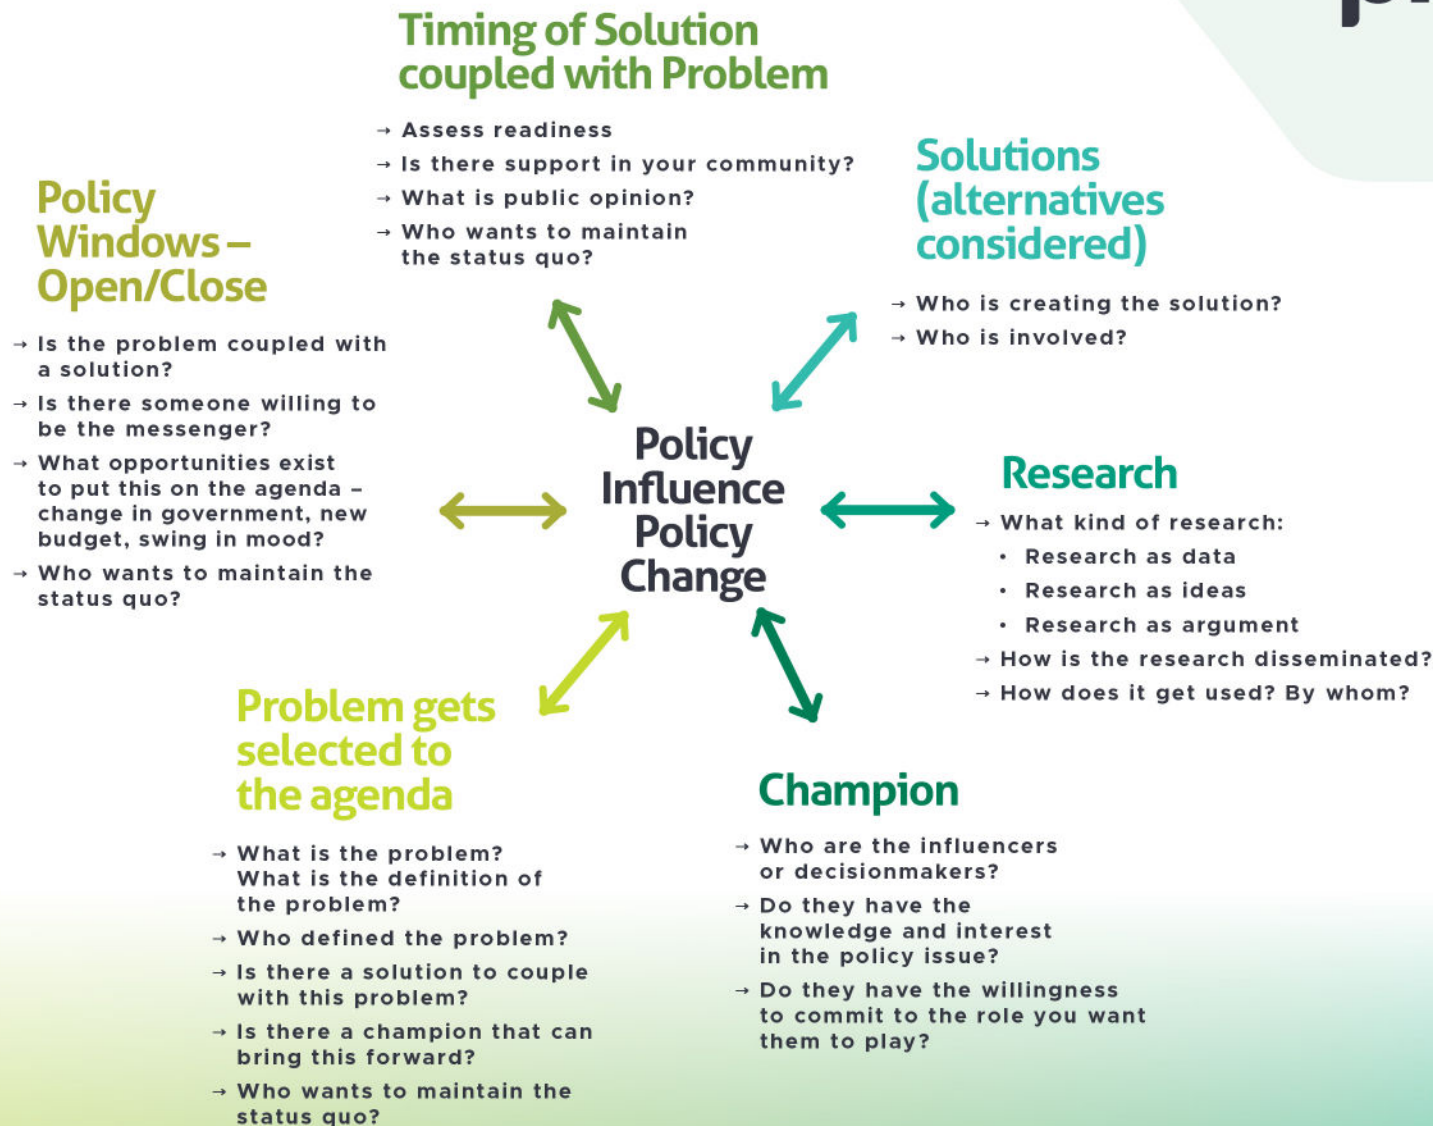 Timing of Solution
coupled with Problem
→ Assess readiness
→ Is there support in your community?
→ What is public opinion?
→ Who wants to maintain
the status quo?
Solutions
(alternatives
considered)
→ Who is creating the solution?
→ Who is involved?
Policy
Windows –
Open/Close
→ Is the problem coupled with
a solution?
→ Is there someone willing to
be the messenger?
→ What opportunities exist
to put this on the agenda –
change in government, new
budget, swing in mood?
→ Who wants to maintain the
status quo?
Policy
Influence
Policy
Change
Research
→ What kind of research:
• Research as data
• Research as ideas
• Research as argument
→ How is the research disseminated?
→ How does it get used? By whom?
Problem gets
selected to
the agenda
→ What is the problem?
What is the definition of
the problem?
→ Who defined the problem?
→ Is there a solution to couple
with this problem?
→ Is there a champion that can
bring this forward?
→ Who wants to maintain the
status quo?
Champion
→ Who are the influencers
or decisionmakers?
→ Do they have the
knowledge and interest
in the policy issue?
→ Do they have the willingness
to commit to the role you want
them to play?